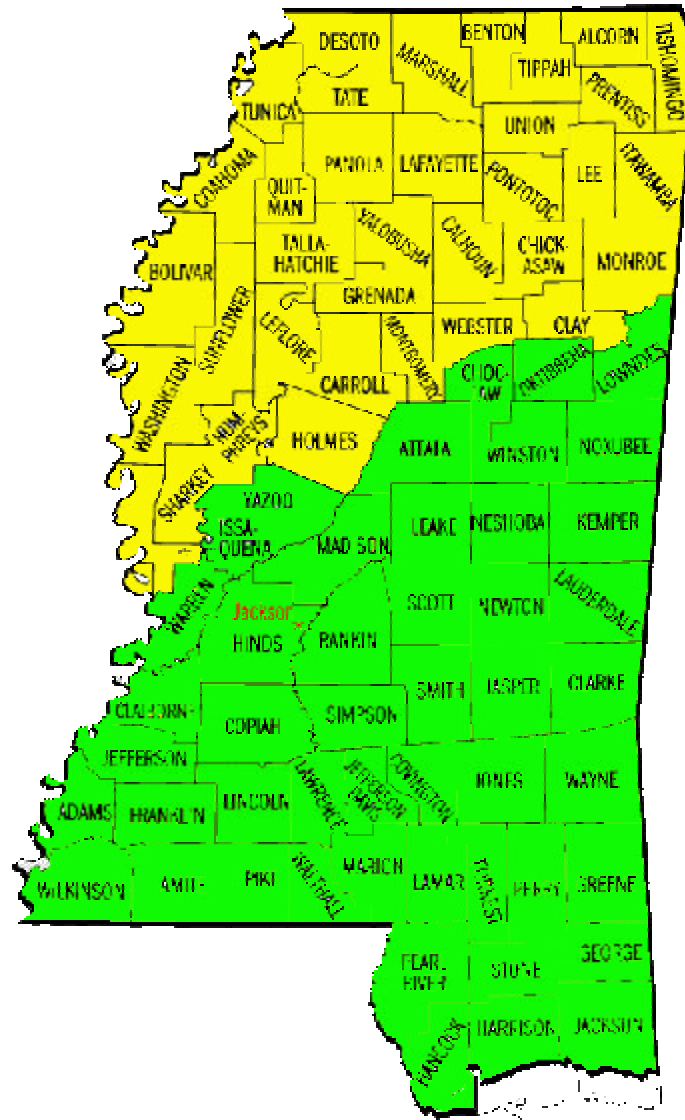 DESOTO
BENTON
ALCORN
TISHOMINGO
MARSHALL
TIPPAH
PRENTISS
TATE
TUNICA
UNION
PANOLA
LAFAYETTE
PONTOTOC
LEE
ITAWAMBA
COAHOMA
QUIT-
MAN
YALOBUSHA
CALHOUN
CHICK-
ASAW
MONROE
TALLA-
HATCHIE
BOLIVAR
GRENADA
SUNFLOWER
LEFLORE
MONTGOMERY
WEBSTER
CLAY
CHOC-
AW
OKTIBBEHA
LOWNDES
WASHINGTON
CARROLL
HUM-
PHREYS
HOLMES
ATTALA
WINSTON
NOXUBEE
SHARKEY
YAZOO
ISSA-
QUENA
MADISON
LEAKE
NESHOBA
KEMPER
WARREN
Jackson
HINDS
RANKIN
SCOTT
NEWTON
LAUDERDALE
CLAIBORNE
COPIAH
SIMPSON
SMITH
JASPER
CLARKE
JEFFERSON
LAWRENCE
JEFFERSON
DAVIS
COVINGTON
JONES
WAYNE
ADAMS
FRANKLIN
LINCOLN
WILKINSON
AMITE
PIKE
WALTHALL
MARION
LAMAR
FORREST
PERRY
GREENE
PEARL
RIVER
STONE
GEORGE
HANCOCK
HARRISON
JACKSON